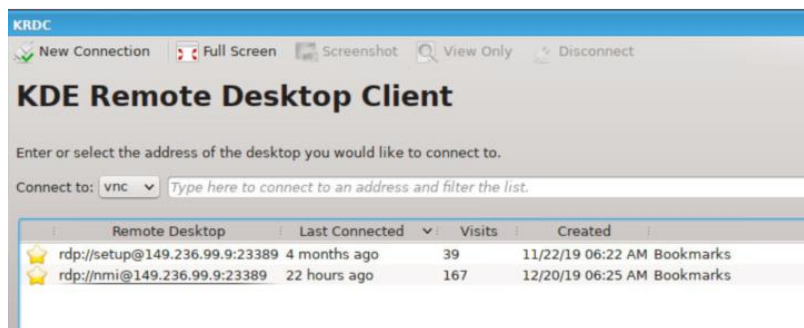 KRDC
New Connection Full Screen Screenshot View Only Disconnect
KDE Remote Desktop Client
Enter or select the address of the desktop you would like to connect to.
Connect to: vnc Type here to connect to an address and filter the list.
Remote Desktop Last Connected Visits Created
rdp://setup@149.236.99.9:23389 4 months ago 39 11/22/19 06:22 AM Bookmarks
rdp://nmi@149.236.99.9:23389 22 hours ago 167 12/20/19 06:25 AM Bookmarks